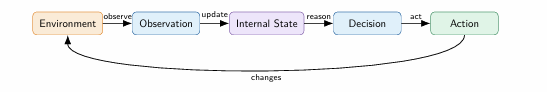 Environment
observe
Observation
update
Internal State
reason
Decision
act
Action
changes